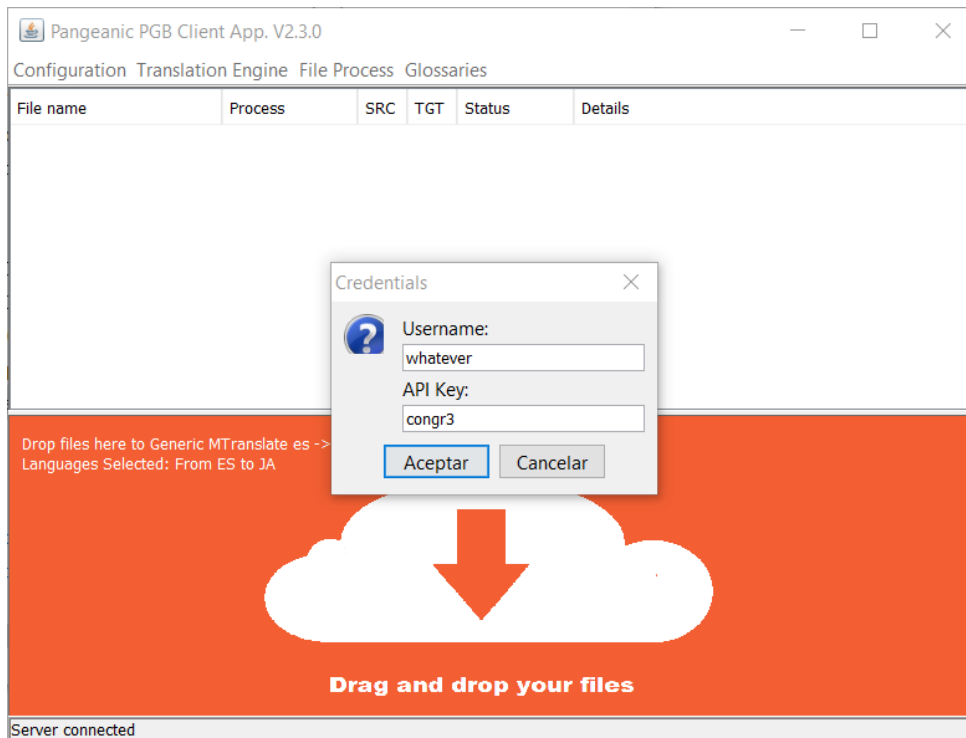 Pangeanic PGB Client App. V2.3.0
Configuration Translation Engine File Process Glossaries
File name Process SRC TGT Status Details
Credentials
Username:
whatever
API Key:
congr3
Aceptar Cancelar
Drop files here to Generic MTranslate es ->
Languages Selected: From ES to JA
Drag and drop your files
Server connected